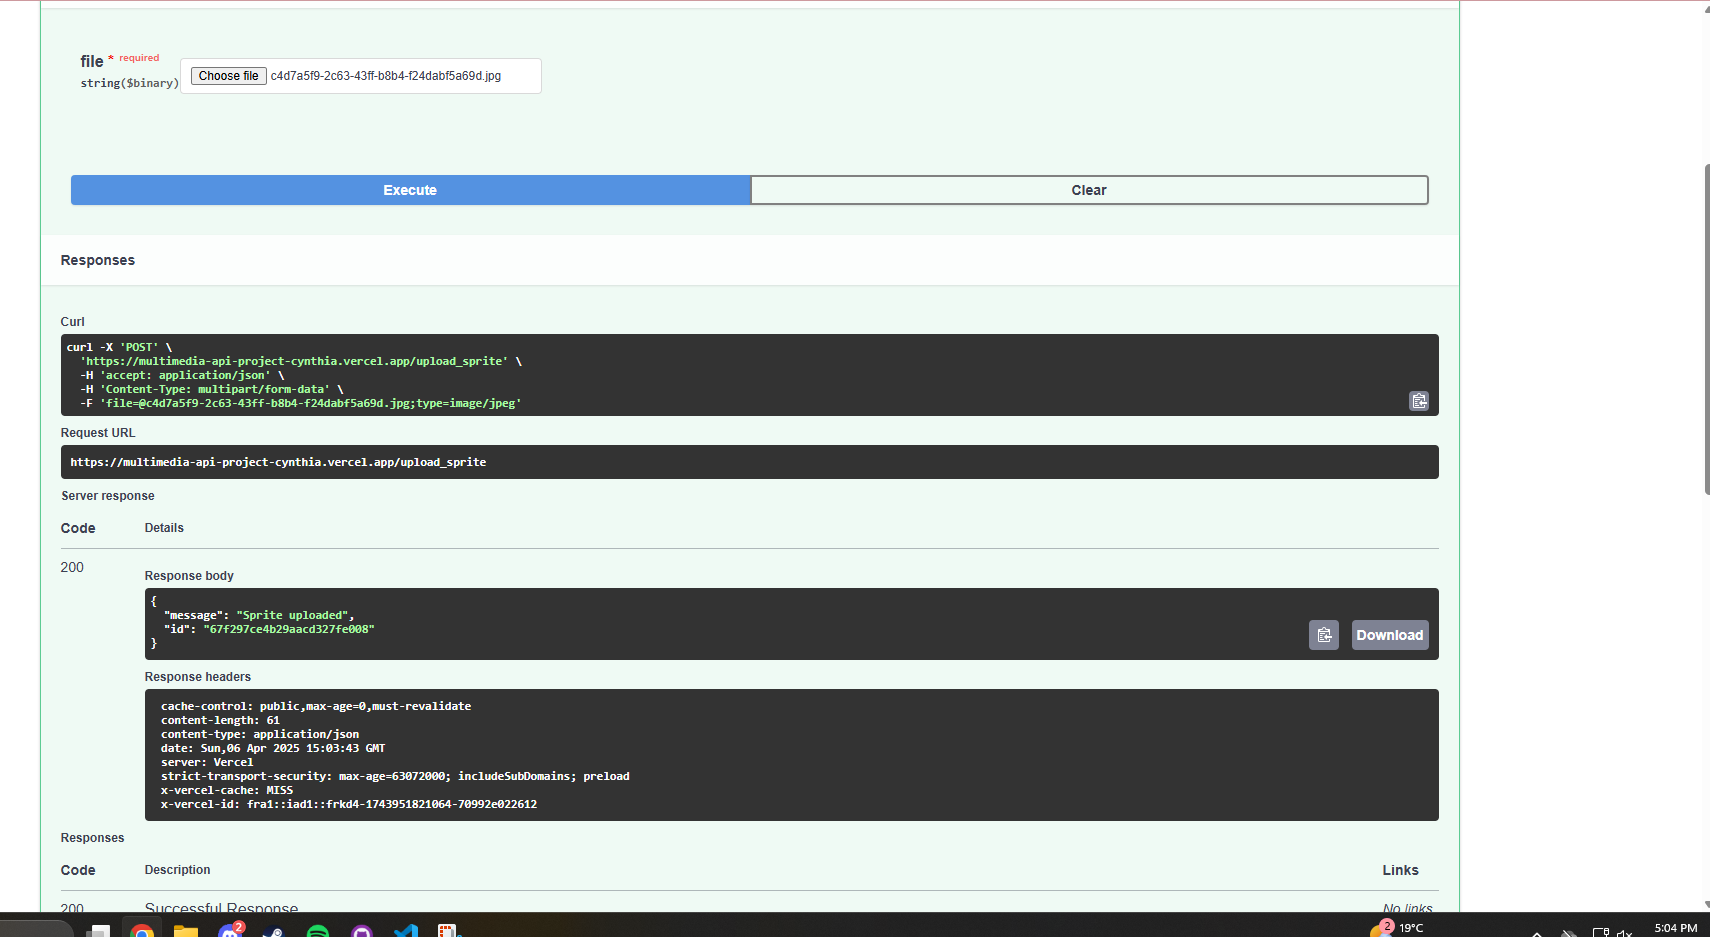 file * required
string($binary)
Choose file c4d7a5f9-2c63-43ff-b8b4-f24dabf5a69d.jpg
Execute
Clear
Responses
Curl
curl -X 'POST' \
'https://multimedia-api-project-cynthia.vercel.app/upload_sprite' \
-H 'accept: application/json' \
-H 'Content-Type: multipart/form-data' \
-F 'file=@c4d7a5f9-2c63-43ff-b8b4-f24dabf5a69d.jpg;type=image/jpeg'
Request URL
https://multimedia-api-project-cynthia.vercel.app/upload_sprite
Server response
Code Details
200
Response body
{
"message": "Sprite uploaded",
"id": "67f297ce4b29aacd327fe008"
}
Download
Response headers
cache-control: public,max-age=0,must-revalidate
content-length: 61
content-type: application/json
date: Sun,06 Apr 2025 15:03:43 GMT
server: Vercel
strict-transport-security: max-age=63072000; includeSubDomains; preload
x-vercel-cache: MISS
x-vercel-id: fra1::iad1::frkd4-1743951821064-70992e022612
Responses
Code Description Links
200 Successful Response No links
2
2 19°C
5:04 PM